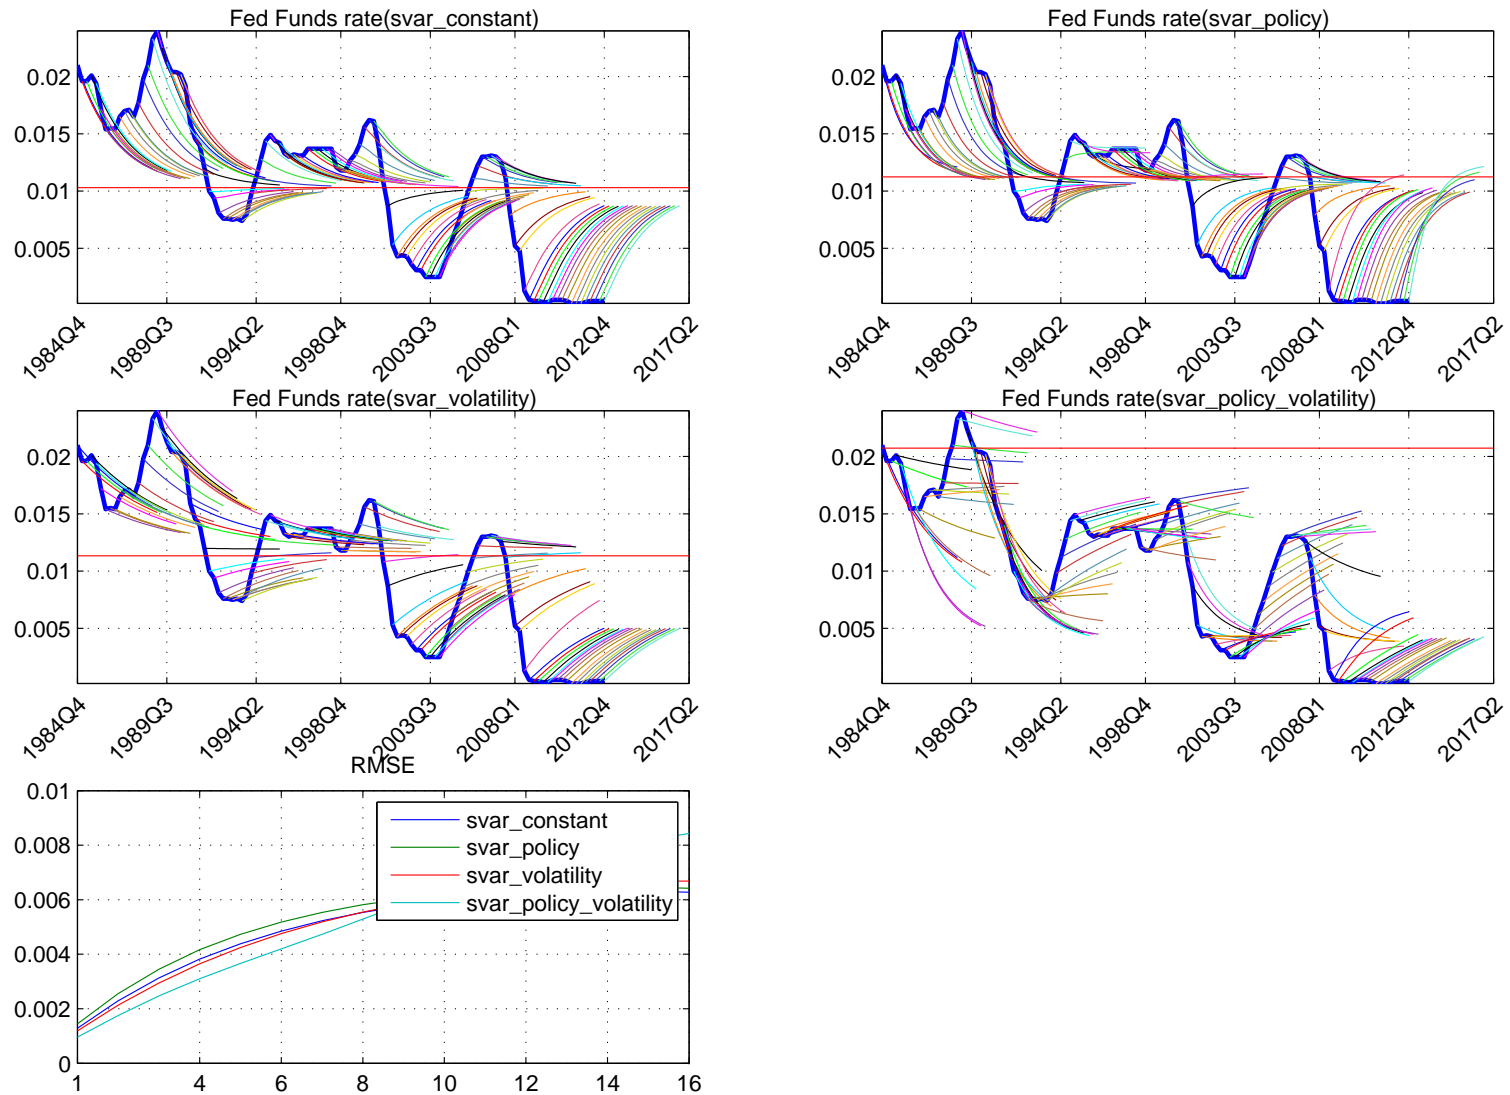 Fed Funds rate(svar_constant)
0.02
0.015
0.01
0.005
1984Q4
1989Q3
1994Q2
1998Q4
2003Q3
2008Q1
2012Q4
2017Q2
Fed Funds rate(svar_policy)
0.02
0.015
0.01
0.005
1984Q4
1989Q3
1994Q2
1998Q4
2003Q3
2008Q1
2012Q4
2017Q2
Fed Funds rate(svar_volatility)
0.02
0.015
0.01
0.005
1984Q4
1989Q3
1994Q2
1998Q4
2003Q3
2008Q1
2012Q4
2017Q2
Fed Funds rate(svar_policy_volatility)
0.02
0.015
0.01
0.005
1984Q4
1989Q3
1994Q2
1998Q4
2003Q3
2008Q1
2012Q4
2017Q2
RMSE
0.01
0.008
0.006
0.004
0.002
0
1 4 6 8 10 12 14 16
svar_constant
svar_policy
svar_volatility
svar_policy_volatility